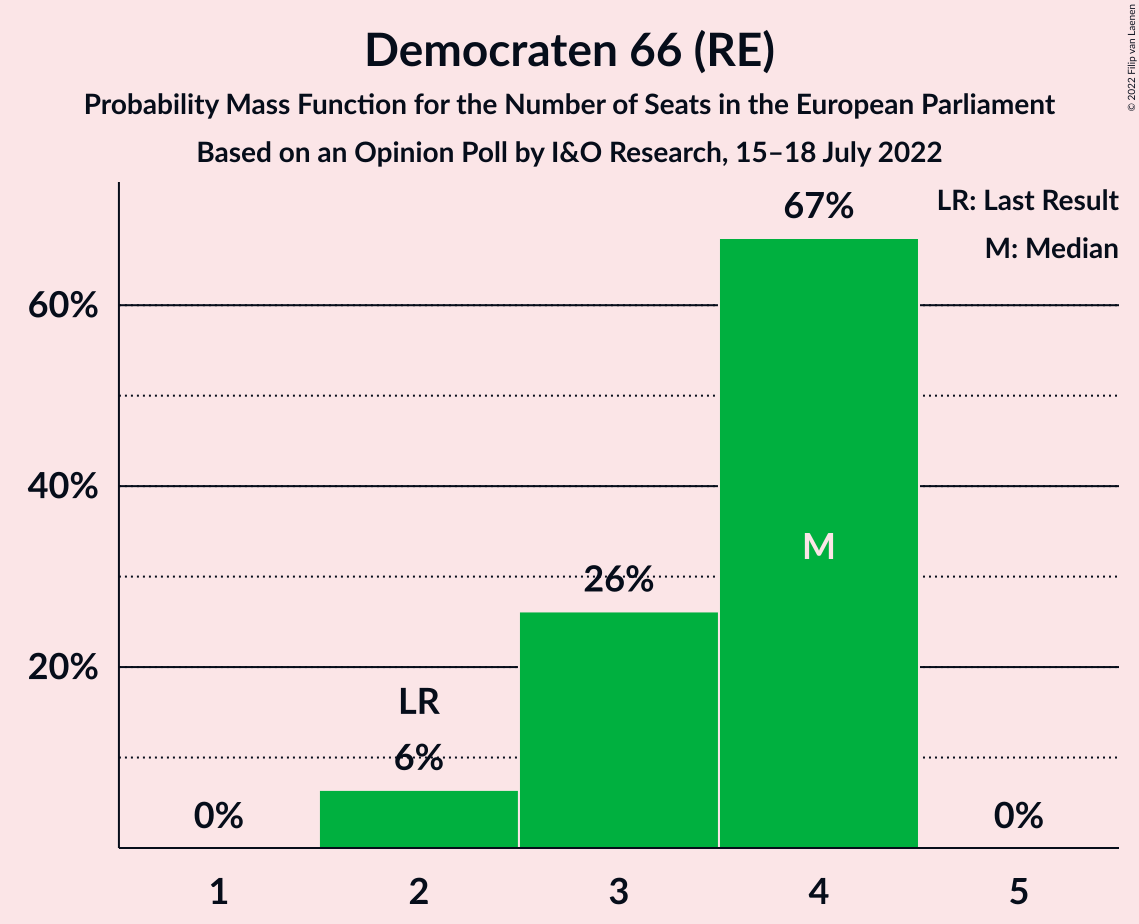 Democraten 66 (RE)
Probability Mass Function for the Number of Seats in the European Parliament
Based on an Opinion Poll by I&O Research, 15–18 July 2022
© 2022 Filip van Laenen
LR: Last Result
M: Median
67%
60%
40%
M
26%
20%
LR
6%
0%
0%
1
2
3
4
5